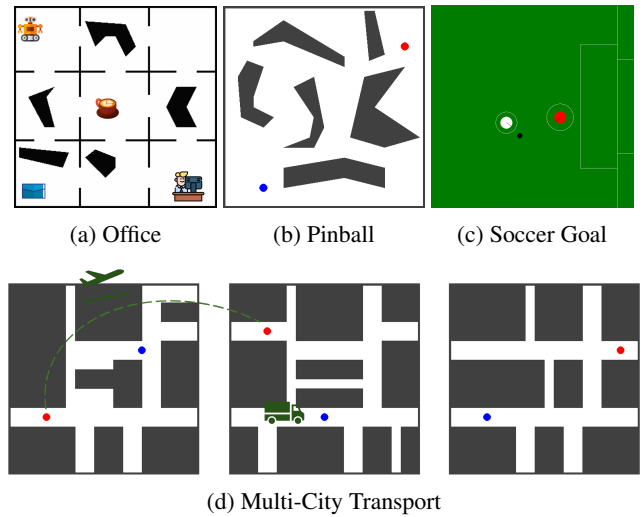 (a) Office
(b) Pinball
(c) Soccer Goal
(d) Multi-City Transport